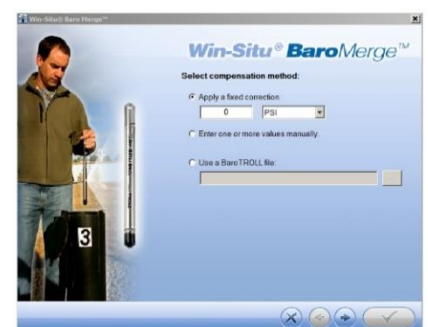 Win-Situ® Baro Merge™
Win-Situ® BaroMerge™
Select compensation method:
Apply a fixed correction
0 PSI
Enter one or more values manually.
Use a BaroTROLL file:
3